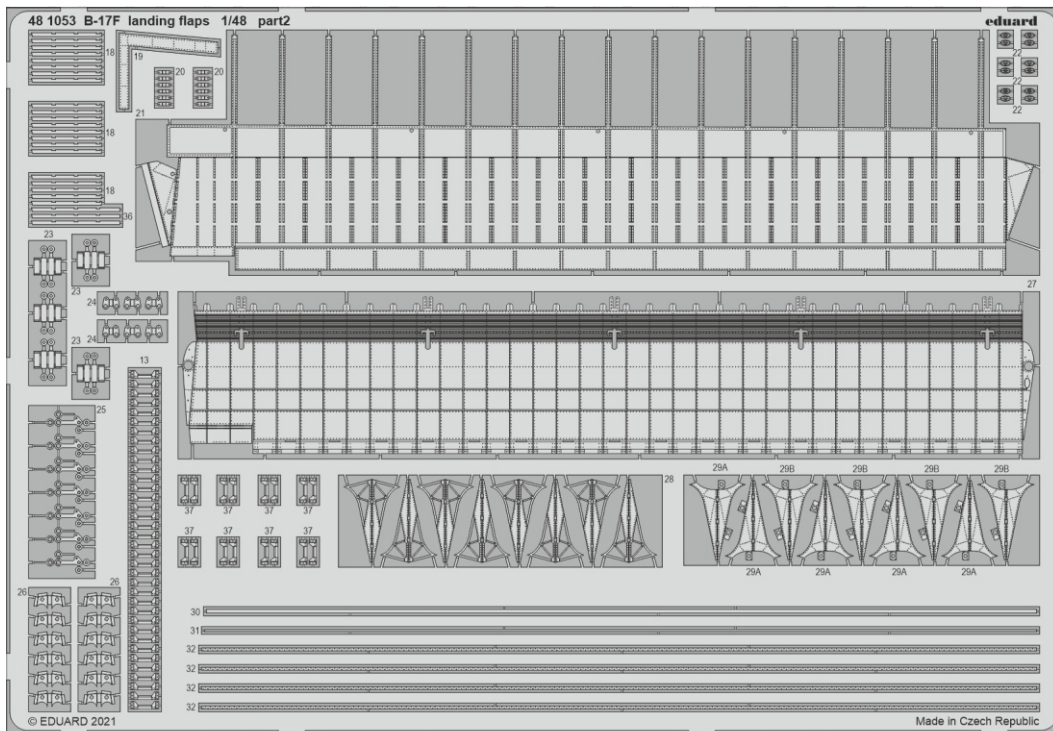 48 1053 B-17F landing flaps 1/48 part2
eduard
18
19
20
20
22
22
22
21
18
18
36
23
23
27
24
24
23
13
25
28
29A
29B
29B
29B
29B
37
37
37
37
37
37
37
37
29A
29A
29A
29A
26
26
30
31
32
32
32
32
© EDUARD 2021
Made in Czech Republic